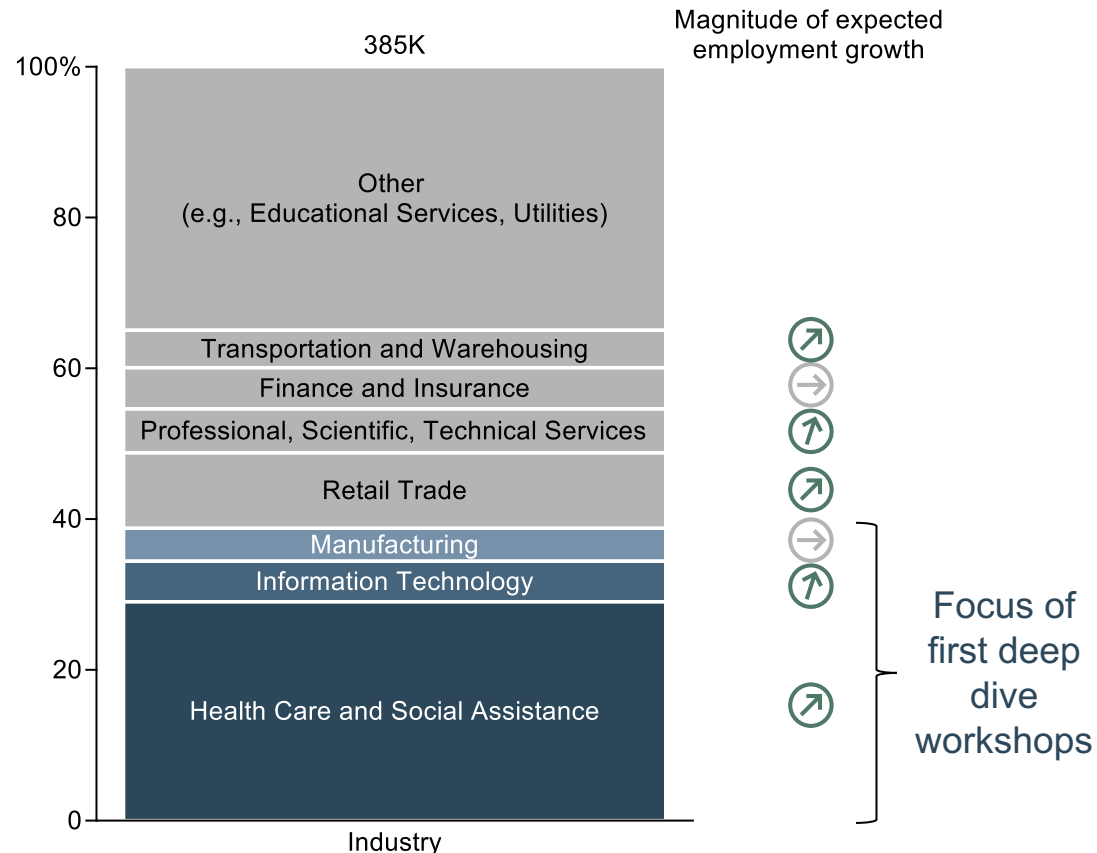 Magnitude of expected
employment growth
385K
100%
Other
(e.g., Educational Services, Utilities)
80
Transportation and Warehousing
60
Finance and Insurance
Professional, Scientific, Technical Services
Retail Trade
40
Manufacturing
Information Technology
Focus of
first deep
dive
workshops
20
Health Care and Social Assistance
0
Industry